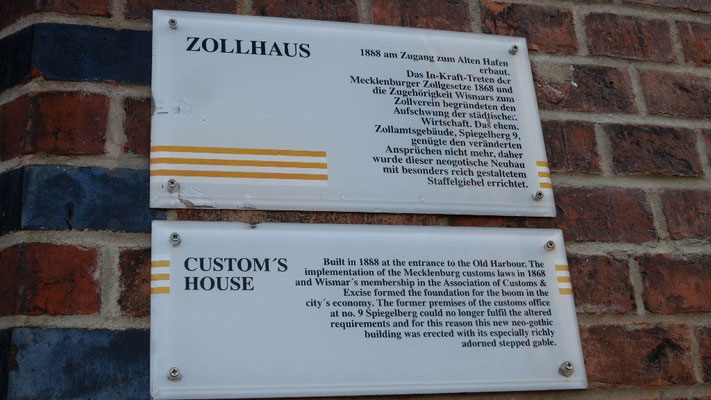 ZOLLHAUS
1888 am Zugang zum Alten Hafen
erbaut.
Das In-Kraft-Treten der
Mecklenburger Zollgesetze 1868 und
die Zugehörigkeit Wismars zum
Zollverein begründeten den
Aufschwung der städtischen
Wirtschaft. Das ehem.
Zollamtsgebäude, Spiegelberg 9,
genügte den veränderten
Ansprüchen nicht mehr, daher
wurde dieser neogotische Neubau
mit besonders reich gestaltetem
Staffelgiebel errichtet.
CUSTOM´S
HOUSE
Built in 1888 at the entrance to the Old Harbour. The
implementation of the Mecklenburg customs laws in 1868
and Wismar´s membership in the Association of Customs &
Excise formed the foundation for the boom in the
city´s economy. The former premises of the customs office
at no. 9 Spiegelberg could no longer fulfil the altered
requirements and for this reason this new neo-gothic
building was erected with its especially richly
adorned stepped gable.